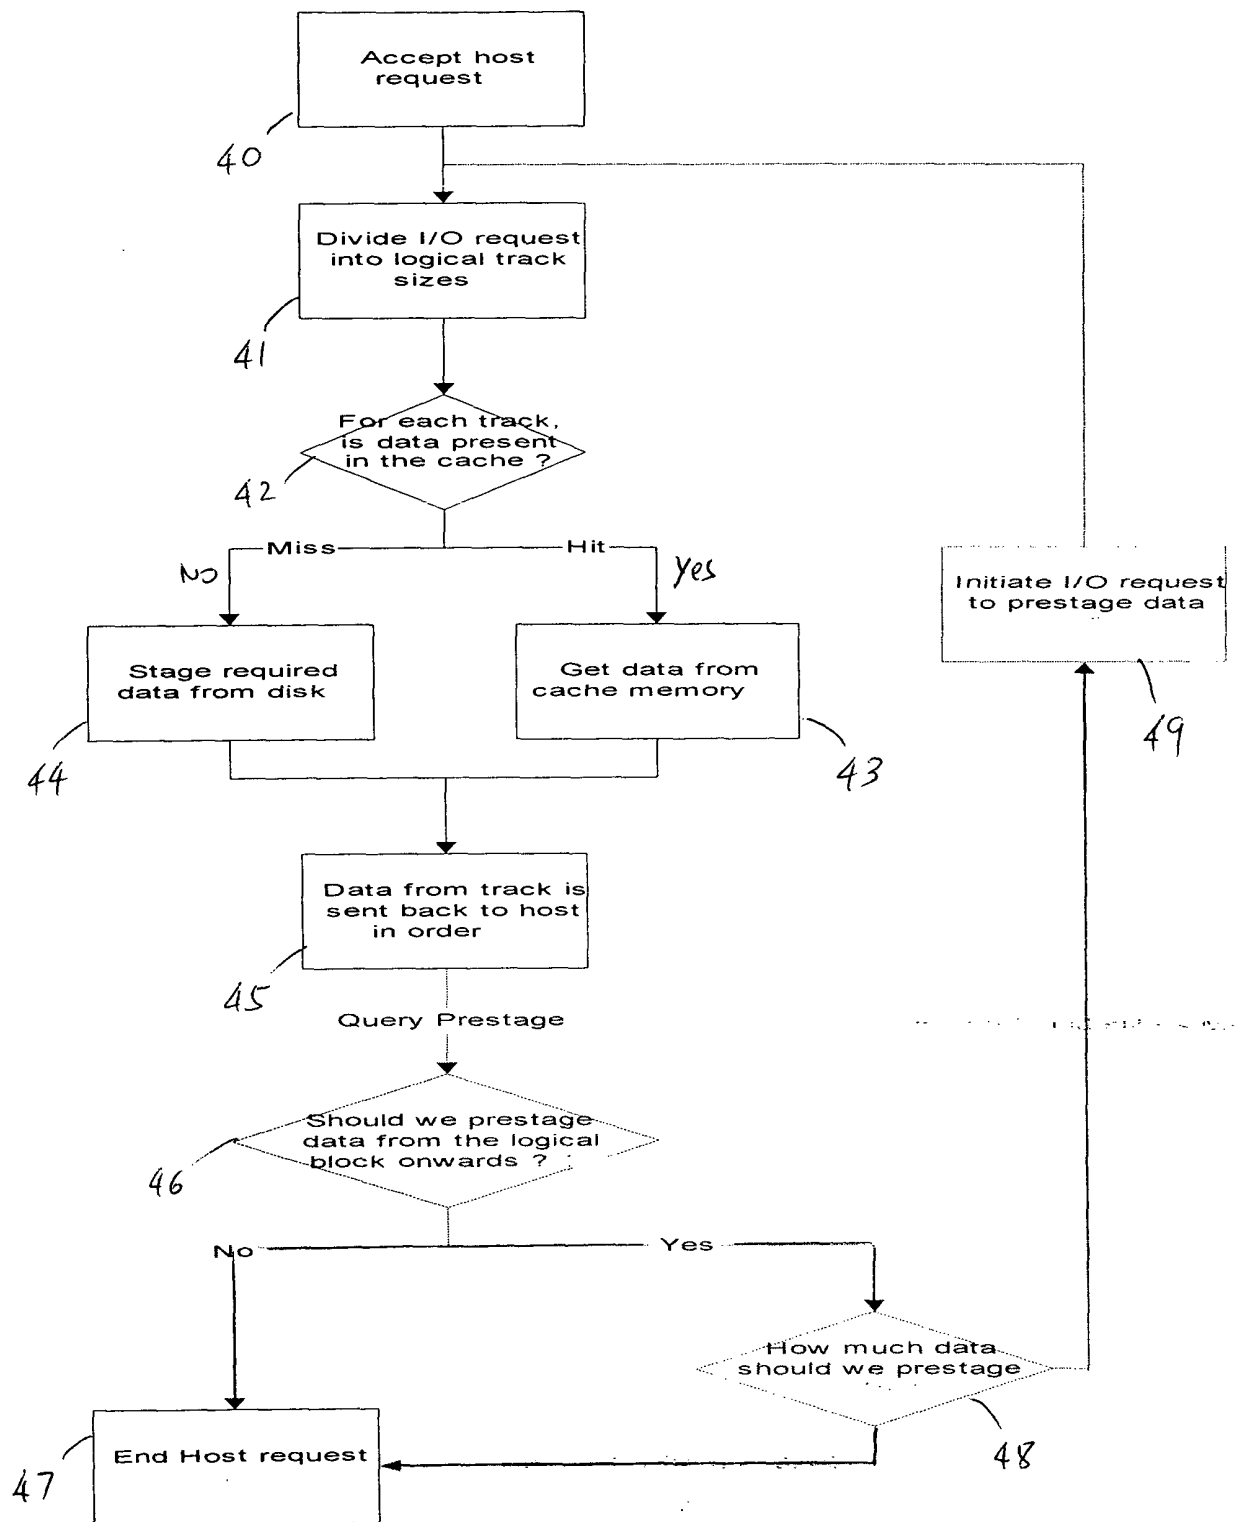 Accept host
request
40
Divide I/O request
into logical track
sizes
41
For each track,
is data present
in the cache ?
42
Miss
Hit
No
Yes
Initiate I/O request
to prestage data
49
Stage required
data from disk
44
Get data from
cache memory
43
Data from track is
sent back to host
in order
45
Query Prestage
Should we prestage
data from the logical
block onwards ?
46
No
Yes
How much data
should we prestage
48
End Host request
47